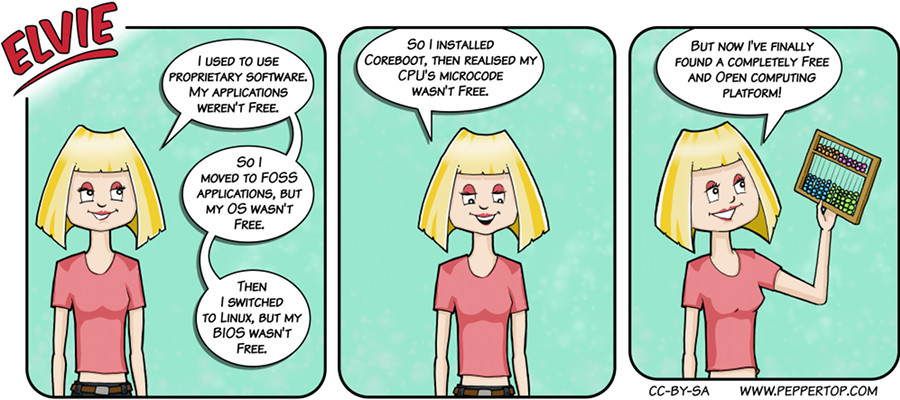 ELVIE
I USED TO USE
PROPRIETARY SOFTWARE.
MY APPLICATIONS
WEREN'T FREE.
SO I
MOVED TO FOSS
APPLICATIONS, BUT
MY OS WASN'T
FREE.
THEN
I SWITCHED
TO LINUX, BUT MY
BIOS WASN'T
FREE.
SO I INSTALLED
COREBOOT, THEN REALISED MY
CPU'S MICROCODE
WASN'T FREE.
BUT NOW I'VE FINALLY
FOUND A COMPLETELY FREE
AND OPEN COMPUTING
PLATFORM!
CC-BY-SA WWW.PEPPERTOP.COM